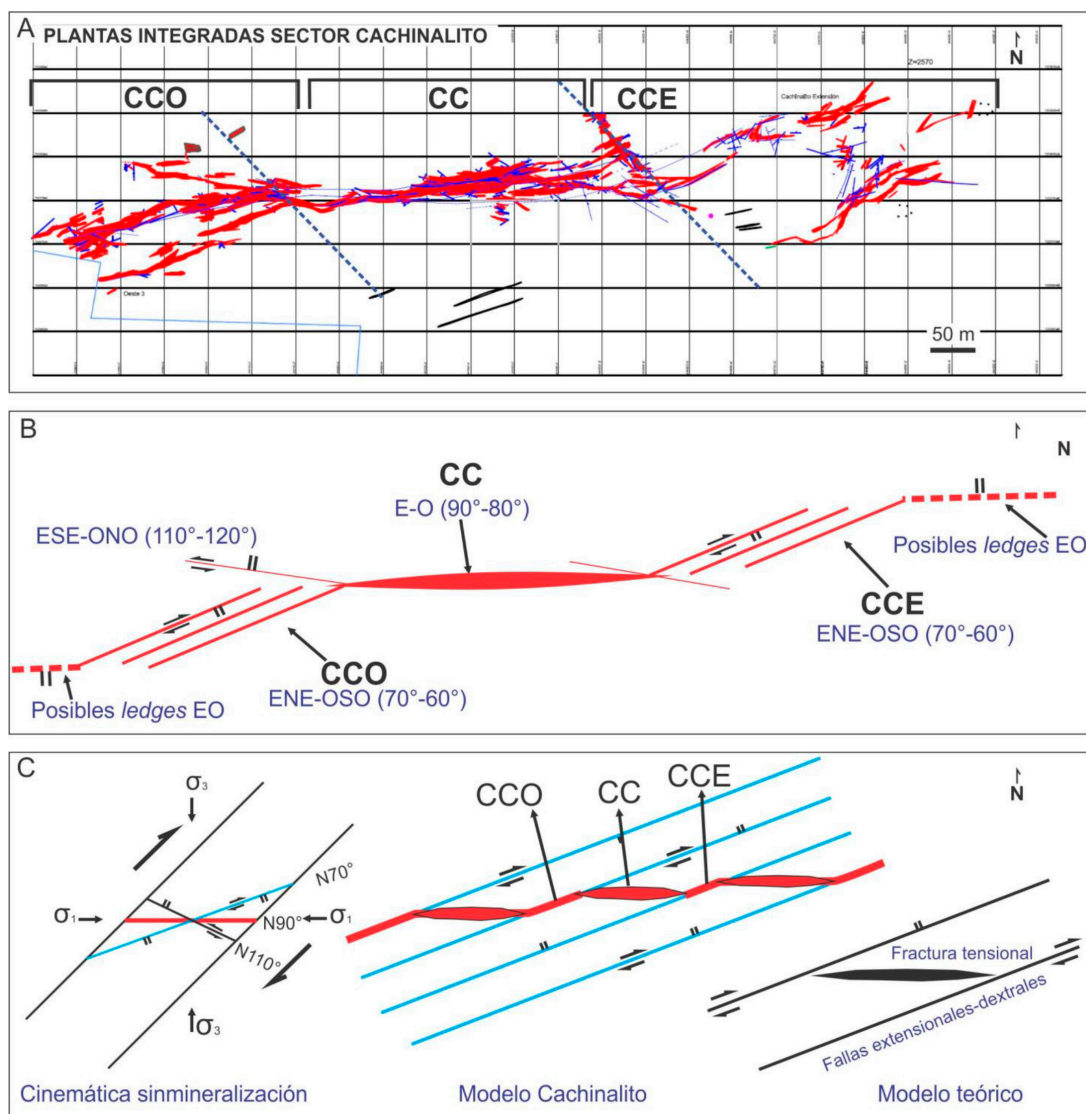 A
PLANTAS INTEGRADAS SECTOR CACHINALITO
N
Z=2570
CCO
CC
CCE
Cachinalito Extensión
Oeste 3
50 m
B
N
CC
E-O (90°-80°)
ESE-ONO (110°-120°)
Posibles ledges EO
CCE
ENE-OSO (70°-60°)
CCO
ENE-OSO (70°-60°)
Posibles ledges EO
C
σ3
N70°
σ1
N90°
σ1
N110°
σ3
CCO
CC
CCE
N
Fractura tensional
Fallas extensionales-dextrales
Cinemática sinmineralización
Modelo Cachinalito
Modelo teórico